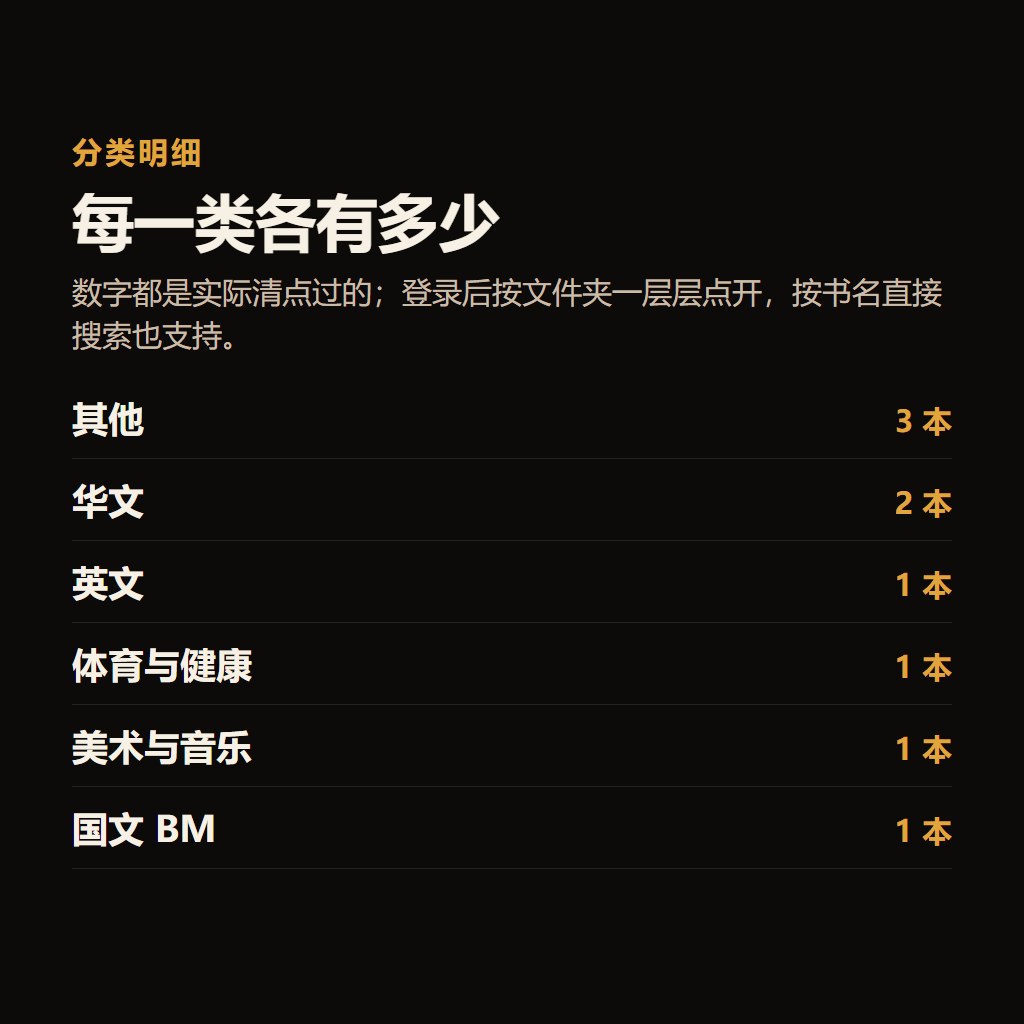 分类明细
每一类各有多少
数字都是实际清点过的；登录后按文件夹一层层点开，按书名直接
搜索也支持。
其他 3 本
华文 2 本
英文 1 本
体育与健康 1 本
美术与音乐 1 本
国文 BM 1 本